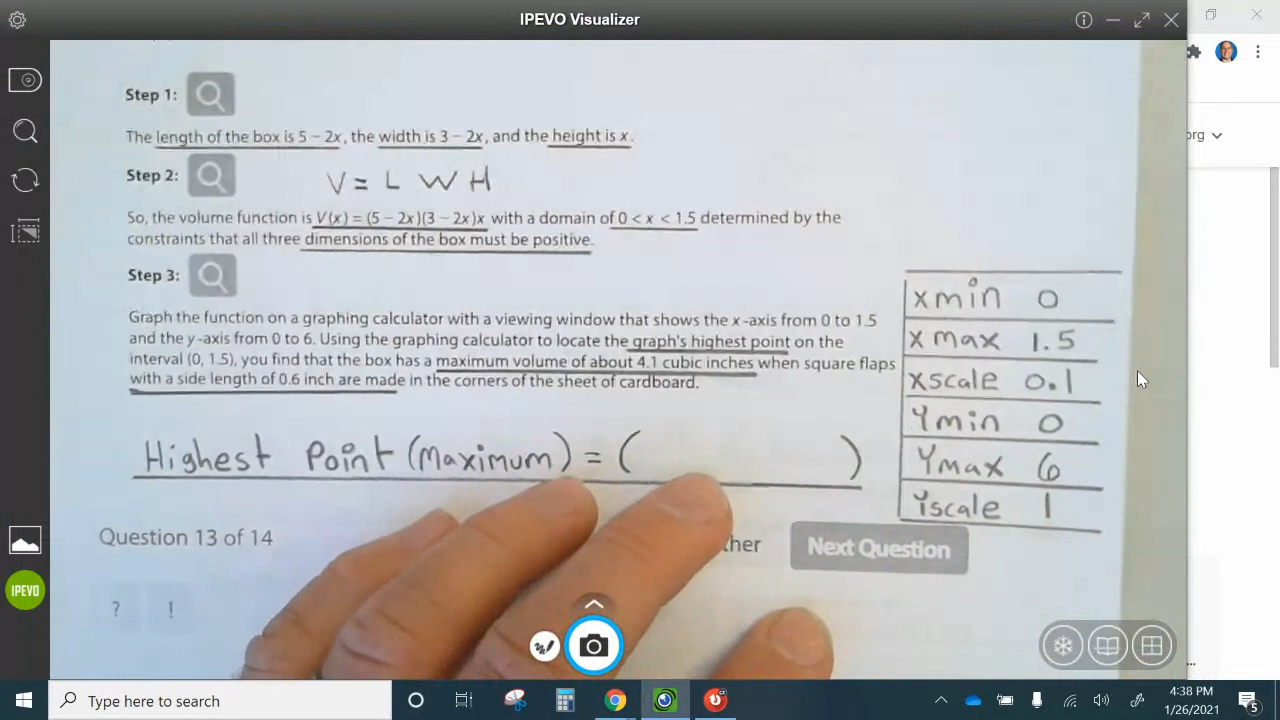 IPEVO Visualizer
Step 1:
The length of the box is 5 – 2x, the width is 3 – 2x, and the height is x.
Step 2:
V = L W H
So, the volume function is V(x) = (5 – 2x)(3 – 2x)x with a domain of 0 < x < 1.5 determined by the
constraints that all three dimensions of the box must be positive.
Step 3:
Graph the function on a graphing calculator with a viewing window that shows the x-axis from 0 to 1.5
and the y-axis from 0 to 6. Using the graphing calculator to locate the graph's highest point on the
interval (0, 1.5), you find that the box has a maximum volume of about 4.1 cubic inches when square flaps
with a side length of 0.6 inch are made in the corners of the sheet of cardboard.
xmin 0
xmax 1.5
xscale 0.1
Ymin 0
Ymax 6
Yscale 1
Highest Point (Maximum) = ( )
Question 13 of 14
Next Question
? !
IPEVO
org
Type here to search
4:38 PM
1/26/2021
5